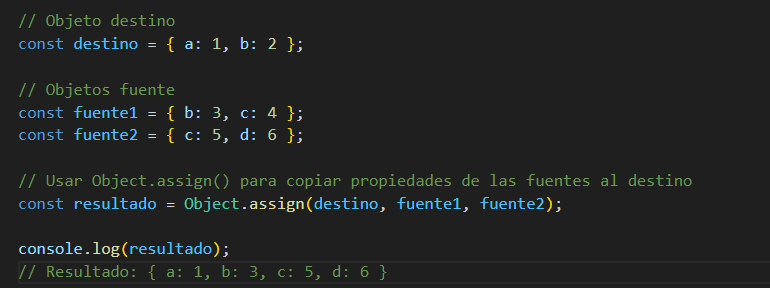 // Objeto destino
const destino = { a: 1, b: 2 };
// Objetos fuente
const fuente1 = { b: 3, c: 4 };
const fuente2 = { c: 5, d: 6 };
// Usar Object.assign() para copiar propiedades de las fuentes al destino
const resultado = Object.assign(destino, fuente1, fuente2);
console.log(resultado);
// Resultado: { a: 1, b: 3, c: 5, d: 6 }